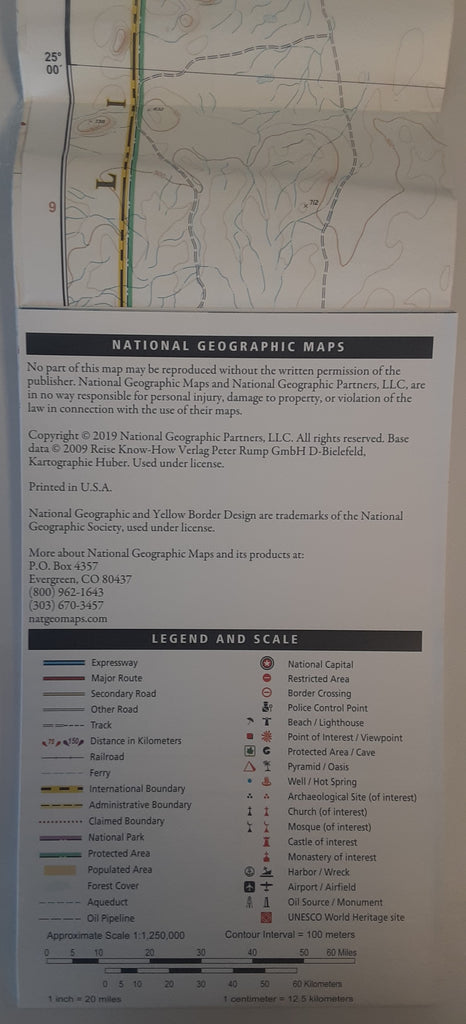 25°
00´
I
632
738
L
9
712
NATIONAL GEOGRAPHIC MAPS
No part of this map may be reproduced without the written permission of the
publisher. National Geographic Maps and National Geographic Partners, LLC, are
in no way responsible for personal injury, damage to property, or violation of the
law in connection with the use of their maps.
Copyright © 2019 National Geographic Partners, LLC. All rights reserved. Base
data © 2009 Reise Know-How Verlag Peter Rump GmbH D-Bielefeld,
Kartographie Huber. Used under license.
Printed in U.S.A.
National Geographic and Yellow Border Design are trademarks of the National
Geographic Society, used under license.
More about National Geographic Maps and its products at:
P.O. Box 4357
Evergreen, CO 80437
(800) 962-1643
(303) 670-3457
natgeomaps.com
LEGEND AND SCALE
Expressway
Major Route
Secondary Road
Other Road
Track
75 150 Distance in Kilometers
Railroad
Ferry
International Boundary
Administrative Boundary
Claimed Boundary
National Park
Protected Area
Populated Area
Forest Cover
Aqueduct
Oil Pipeline
National Capital
Restricted Area
Border Crossing
Police Control Point
Beach / Lighthouse
Point of Interest / Viewpoint
Protected Area / Cave
Pyramid / Oasis
Well / Hot Spring
Archaeological Site (of interest)
Church (of interest)
Mosque (of interest)
Castle of interest
Monastery of interest
Harbor / Wreck
Airport / Airfield
Oil Source / Monument
UNESCO World Heritage site
Approximate Scale 1:1,250,000 Contour Interval = 100 meters
0 5 10 20 30 40 50 60 Miles
0 5 10 20 30 40 50 60 Kilometers
1 inch = 20 miles 1 centimeter = 12.5 kilometers